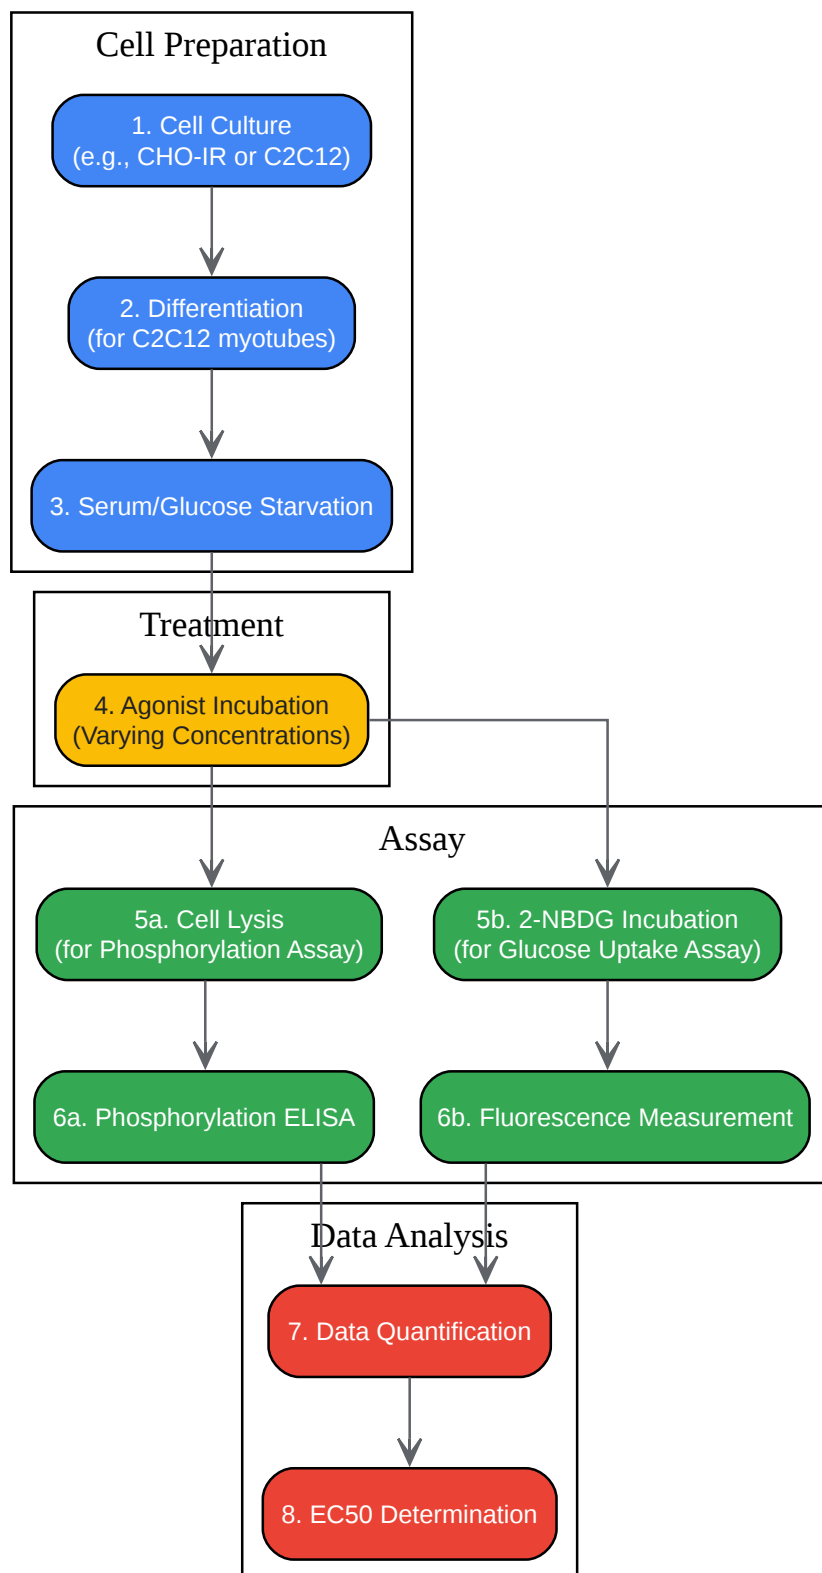 Cell Preparation
1. Cell Culture
(e.g., CHO-IR or C2C12)
2. Differentiation
(for C2C12 myotubes)
3. Serum/Glucose Starvation
Treatment
4. Agonist Incubation
(Varying Concentrations)
Assay
5a. Cell Lysis
(for Phosphorylation Assay)
5b. 2-NBDG Incubation
(for Glucose Uptake Assay)
6a. Phosphorylation ELISA
6b. Fluorescence Measurement
Data Analysis
7. Data Quantification
8. EC50 Determination